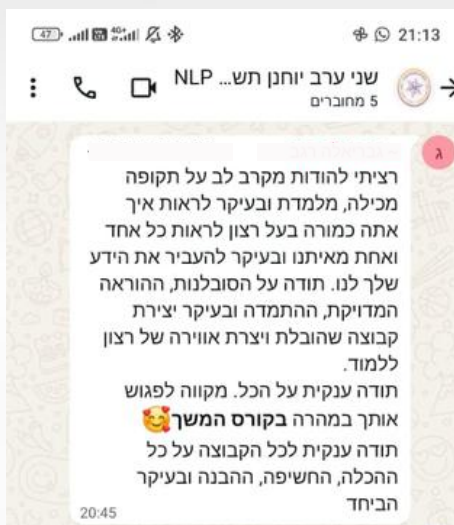 47 4G+ 21:13
שני ערב יוחנן תש... NLP
5 מחוברים
ג
רציתי להודות מקרב לב על תקופה
מכילה, מלמדת ובעיקר לראות איך
אתה כמורה בעל רצון לראות כל אחד
ואחת מאיתנו ובעיקר להעביר את הידע
שלך לנו. תודה על הסובלנות, ההוראה
המדויקת, ההתמדה ובעיקר יצירת
קבוצה שהובלת ויצרת אווירה של רצון
ללמוד.
תודה ענקית על הכל. מקווה לפגוש
אותך במהרה בקורס המשך🥰
תודה ענקית לכל הקבוצה על כל
ההכלה, החשיפה, ההבנה ובעיקר
הביחד
20:45